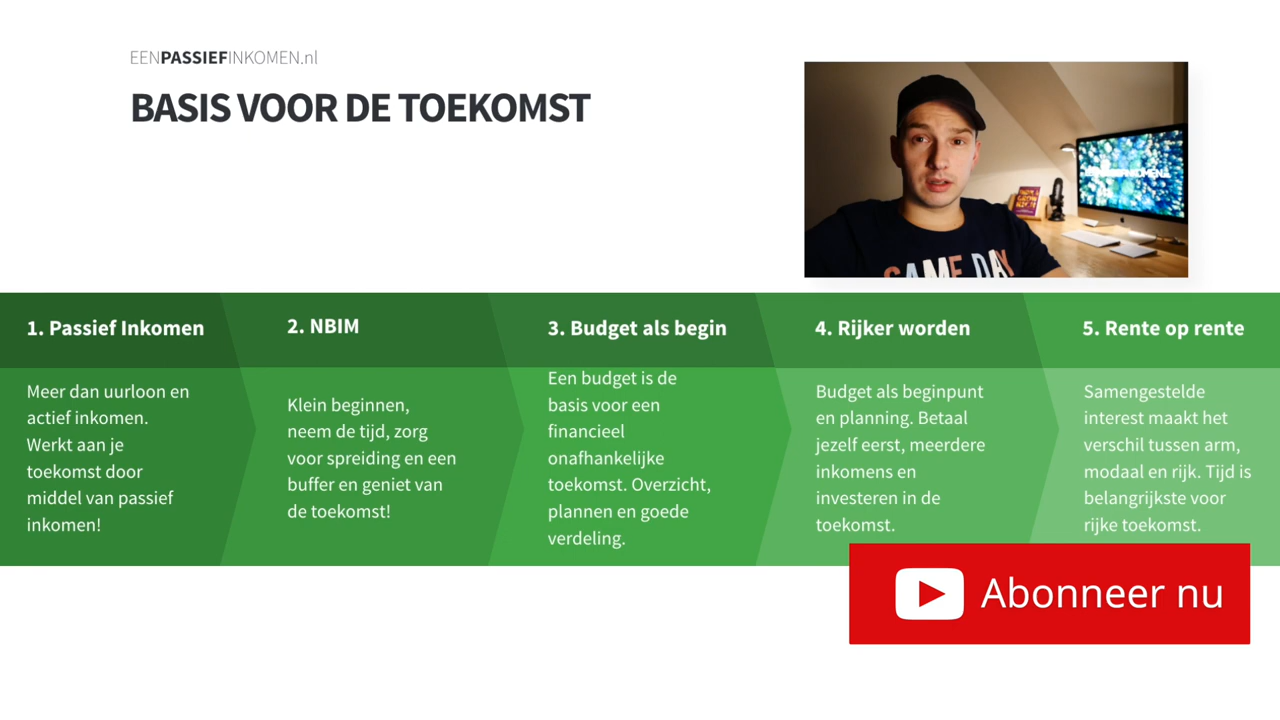 EENPASSIEFINKOMEN.nl
BASIS VOOR DE TOEKOMST
GAME DAY
1. Passief Inkomen
Meer dan uurloon en
actief inkomen.
Werkt aan je
toekomst door
middel van passief
inkomen!
2. NBIM
Klein beginnen,
neem de tijd, zorg
voor spreiding en een
buffer en geniet van
de toekomst!
3. Budget als begin
Een budget is de
basis voor een
financieel
onafhankelijke
toekomst. Overzicht,
plannen en goede
verdeling.
4. Rijker worden
Budget als beginpunt
en planning. Betaal
jezelf eerst, meerdere
inkomens en
investeren in de
toekomst.
5. Rente op rente
Samengestelde
interest maakt het
verschil tussen arm,
modaal en rijk. Tijd is
belangrijkste voor
rijke toekomst.
Abonneer nu